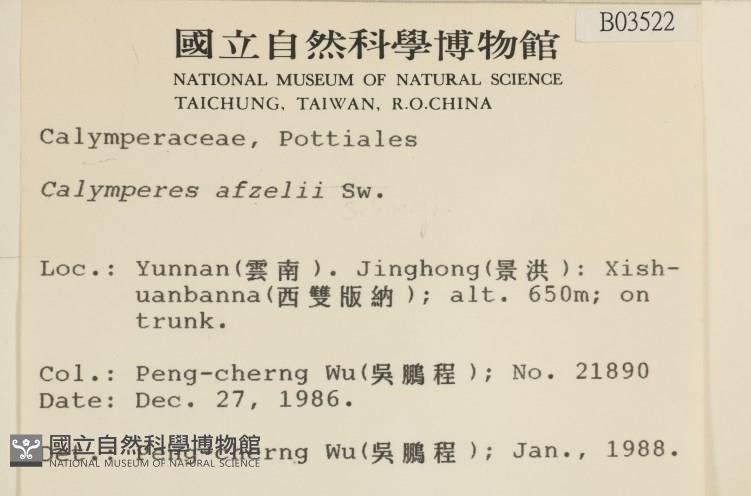 B03522
國立自然科學博物館
NATIONAL MUSEUM OF NATURAL SCIENCE
TAICHUNG, TAIWAN, R.O.CHINA
Calymperaceae, Pottiales
Calymperes afzelii Sw.
Loc.: Yunnan(雲南). Jinghong(景洪): Xish-
uanbanna(西雙版納); alt. 650m; on
trunk.
Col.: Peng-cherng Wu(吳鵬程); No. 21890
Date: Dec. 27, 1986.
Det.: Peng-cherng Wu(吳鵬程); Jan., 1988.
國立自然科學博物館
NATIONAL MUSEUM OF NATURAL SCIENCE